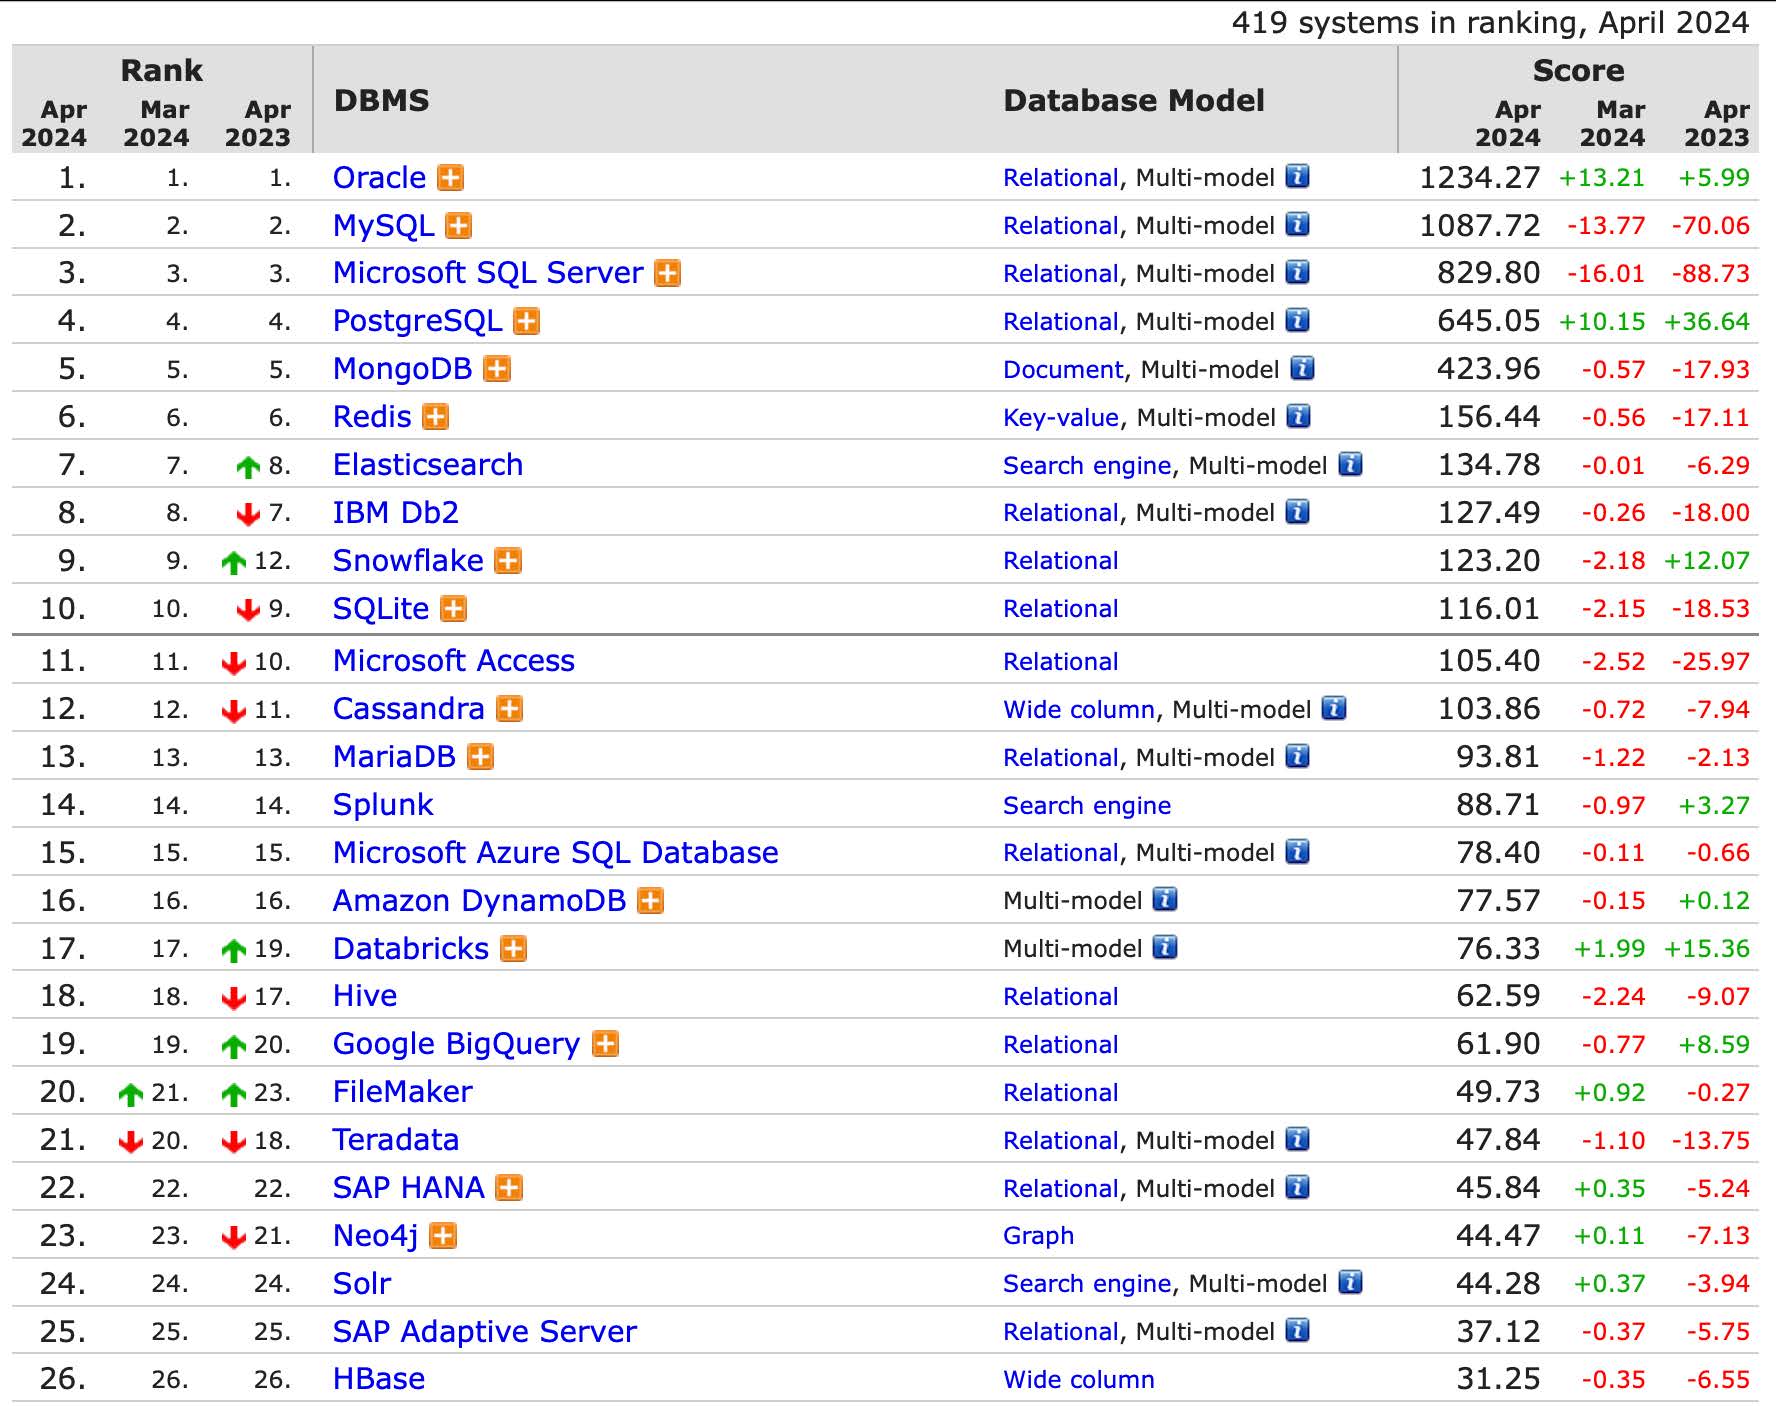 419 systems in ranking, April 2024
Rank Score
Apr 2024 Mar 2024 Apr 2023 DBMS Database Model Apr 2024 Mar 2024 Apr 2023
1. 1. 1. Oracle Relational, Multi-model 1234.27 +13.21 +5.99
2. 2. 2. MySQL Relational, Multi-model 1087.72 -13.77 -70.06
3. 3. 3. Microsoft SQL Server Relational, Multi-model 829.80 -16.01 -88.73
4. 4. 4. PostgreSQL Relational, Multi-model 645.05 +10.15 +36.64
5. 5. 5. MongoDB Document, Multi-model 423.96 -0.57 -17.93
6. 6. 6. Redis Key-value, Multi-model 156.44 -0.56 -17.11
7. 7. 8. Elasticsearch Search engine, Multi-model 134.78 -0.01 -6.29
8. 8. 7. IBM Db2 Relational, Multi-model 127.49 -0.26 -18.00
9. 9. 12. Snowflake Relational 123.20 -2.18 +12.07
10. 10. 9. SQLite Relational 116.01 -2.15 -18.53
11. 11. 10. Microsoft Access Relational 105.40 -2.52 -25.97
12. 12. 11. Cassandra Wide column, Multi-model 103.86 -0.72 -7.94
13. 13. 13. MariaDB Relational, Multi-model 93.81 -1.22 -2.13
14. 14. 14. Splunk Search engine 88.71 -0.97 +3.27
15. 15. 15. Microsoft Azure SQL Database Relational, Multi-model 78.40 -0.11 -0.66
16. 16. 16. Amazon DynamoDB Multi-model 77.57 -0.15 +0.12
17. 17. 19. Databricks Multi-model 76.33 +1.99 +15.36
18. 18. 17. Hive Relational 62.59 -2.24 -9.07
19. 19. 20. Google BigQuery Relational 61.90 -0.77 +8.59
20. 21. 23. FileMaker Relational 49.73 +0.92 -0.27
21. 20. 18. Teradata Relational, Multi-model 47.84 -1.10 -13.75
22. 22. 22. SAP HANA Relational, Multi-model 45.84 +0.35 -5.24
23. 23. 21. Neo4j Graph 44.47 +0.11 -7.13
24. 24. 24. Solr Search engine, Multi-model 44.28 +0.37 -3.94
25. 25. 25. SAP Adaptive Server Relational, Multi-model 37.12 -0.37 -5.75
26. 26. 26. HBase Wide column 31.25 -0.35 -6.55